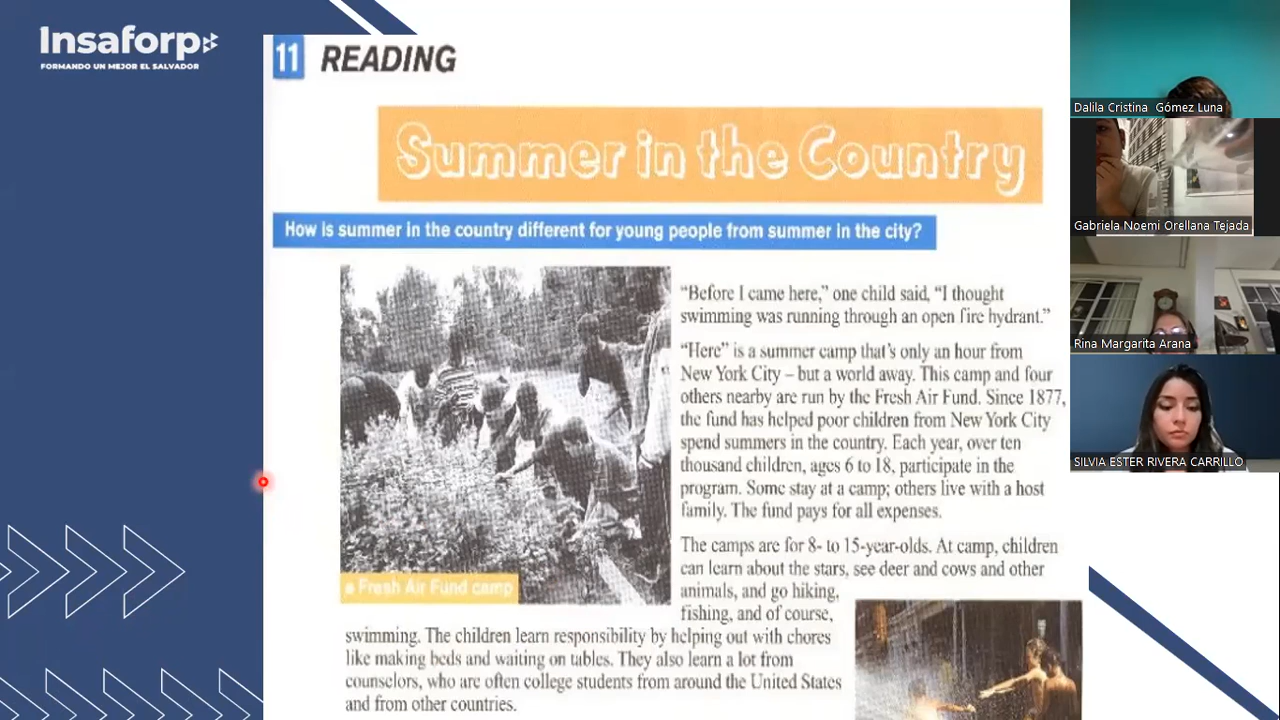 Insaforp
FORMANDO UN MEJOR EL SALVADOR
11 READING
Summer in the Country
How is summer in the country different for young people from summer in the city?
"Before I came here," one child said, "I thought
swimming was running through an open fire hydrant."
"Here" is a summer camp that's only an hour from
New York City – but a world away. This camp and four
others nearby are run by the Fresh Air Fund. Since 1877,
the fund has helped poor children from New York City
spend summers in the country. Each year, over ten
thousand children, ages 6 to 18, participate in the
program. Some stay at a camp; others live with a host
family. The fund pays for all expenses.
a Fresh Air Fund camp
The camps are for 8- to 15-year-olds. At camp, children
can learn about the stars, see deer and cows and other
animals, and go hiking,
fishing, and of course,
swimming. The children learn responsibility by helping out with chores
like making beds and waiting on tables. They also learn a lot from
counselors, who are often college students from around the United States
and from other countries.
Dalila Cristina Gómez Luna
Gabriela Noemi Orellana Tejada
Rina Margarita Arana
SILVIA ESTER RIVERA CARRILLO